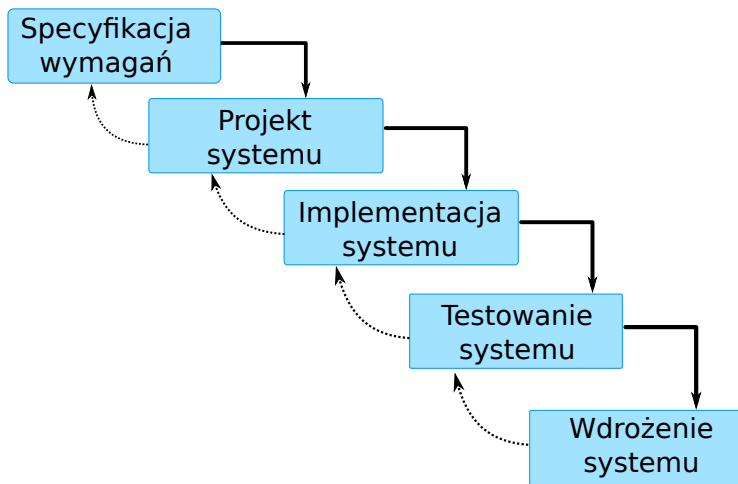 Specyfikacja
wymagań
Projekt
systemu
Implementacja
systemu
Testowanie
systemu
Wdrożenie
systemu